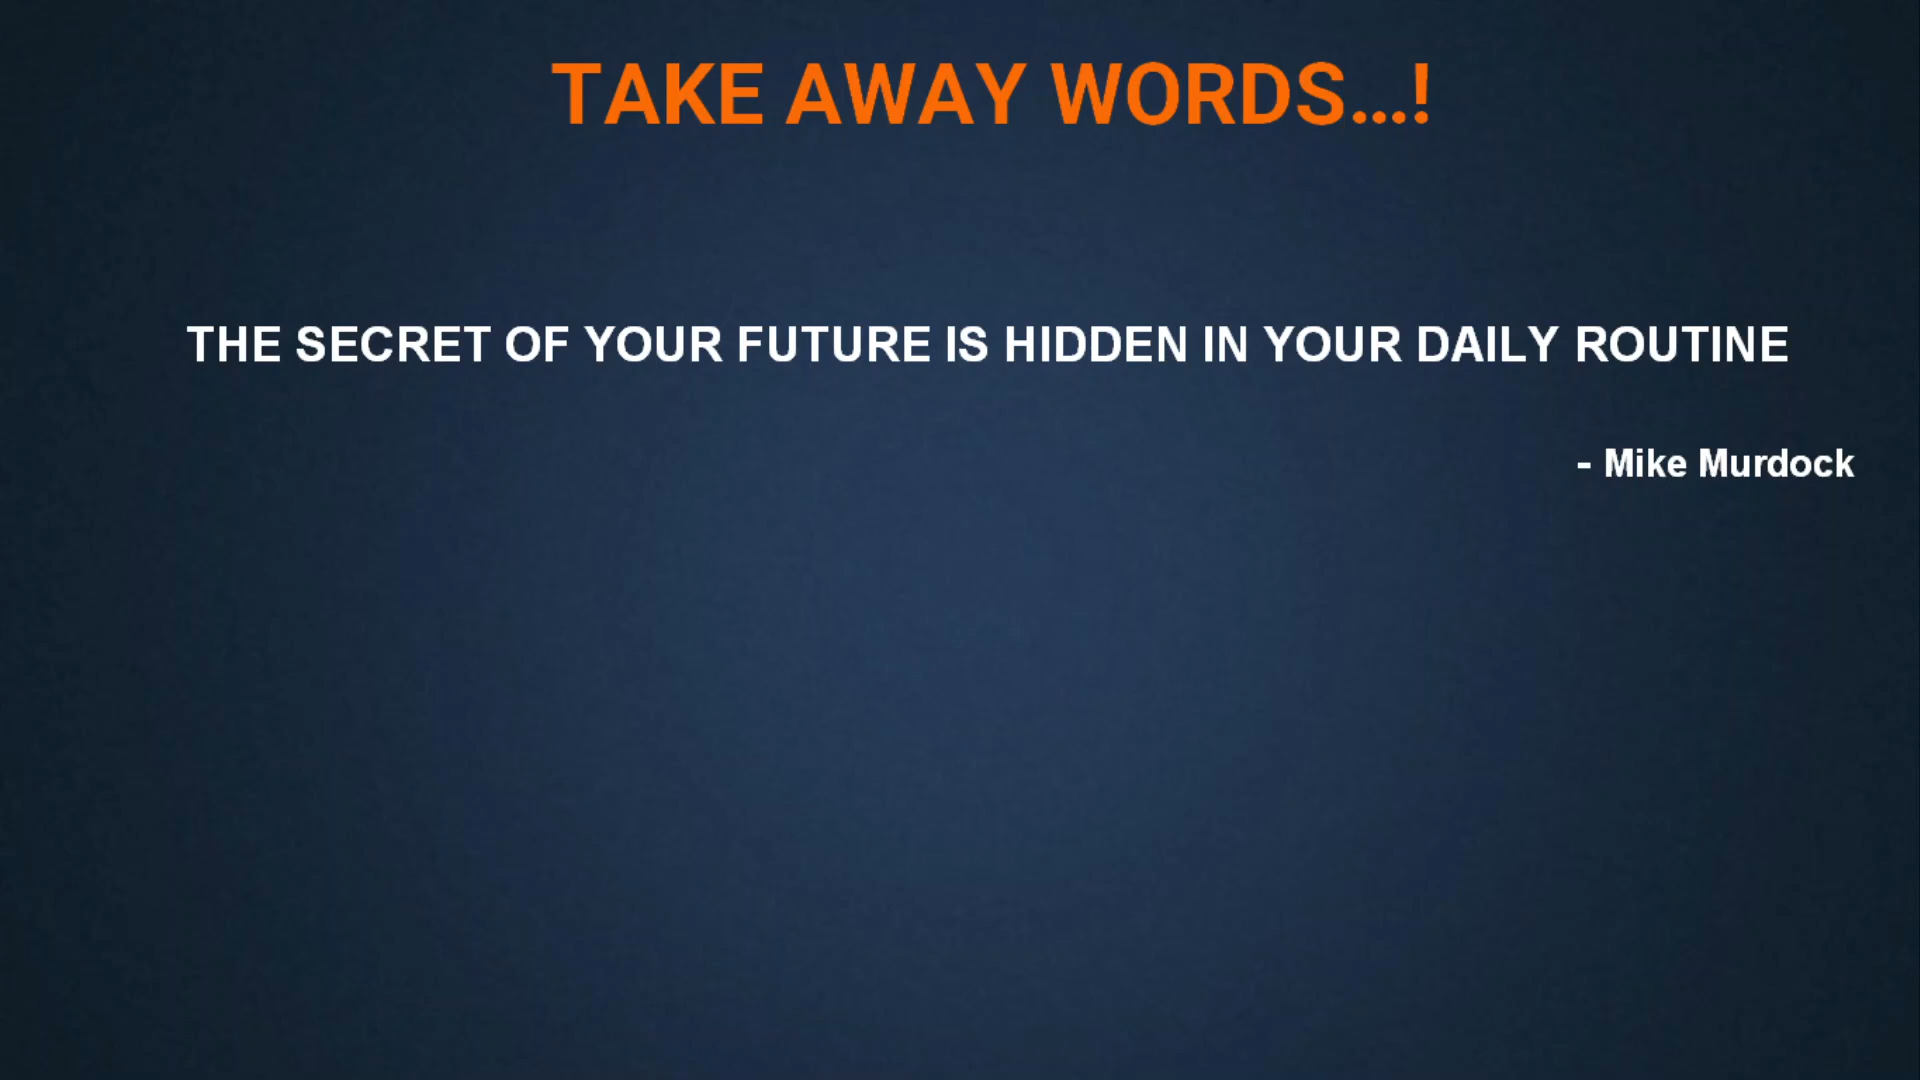 TAKE AWAY WORDS...!
THE SECRET OF YOUR FUTURE IS HIDDEN IN YOUR DAILY ROUTINE
- Mike Murdock